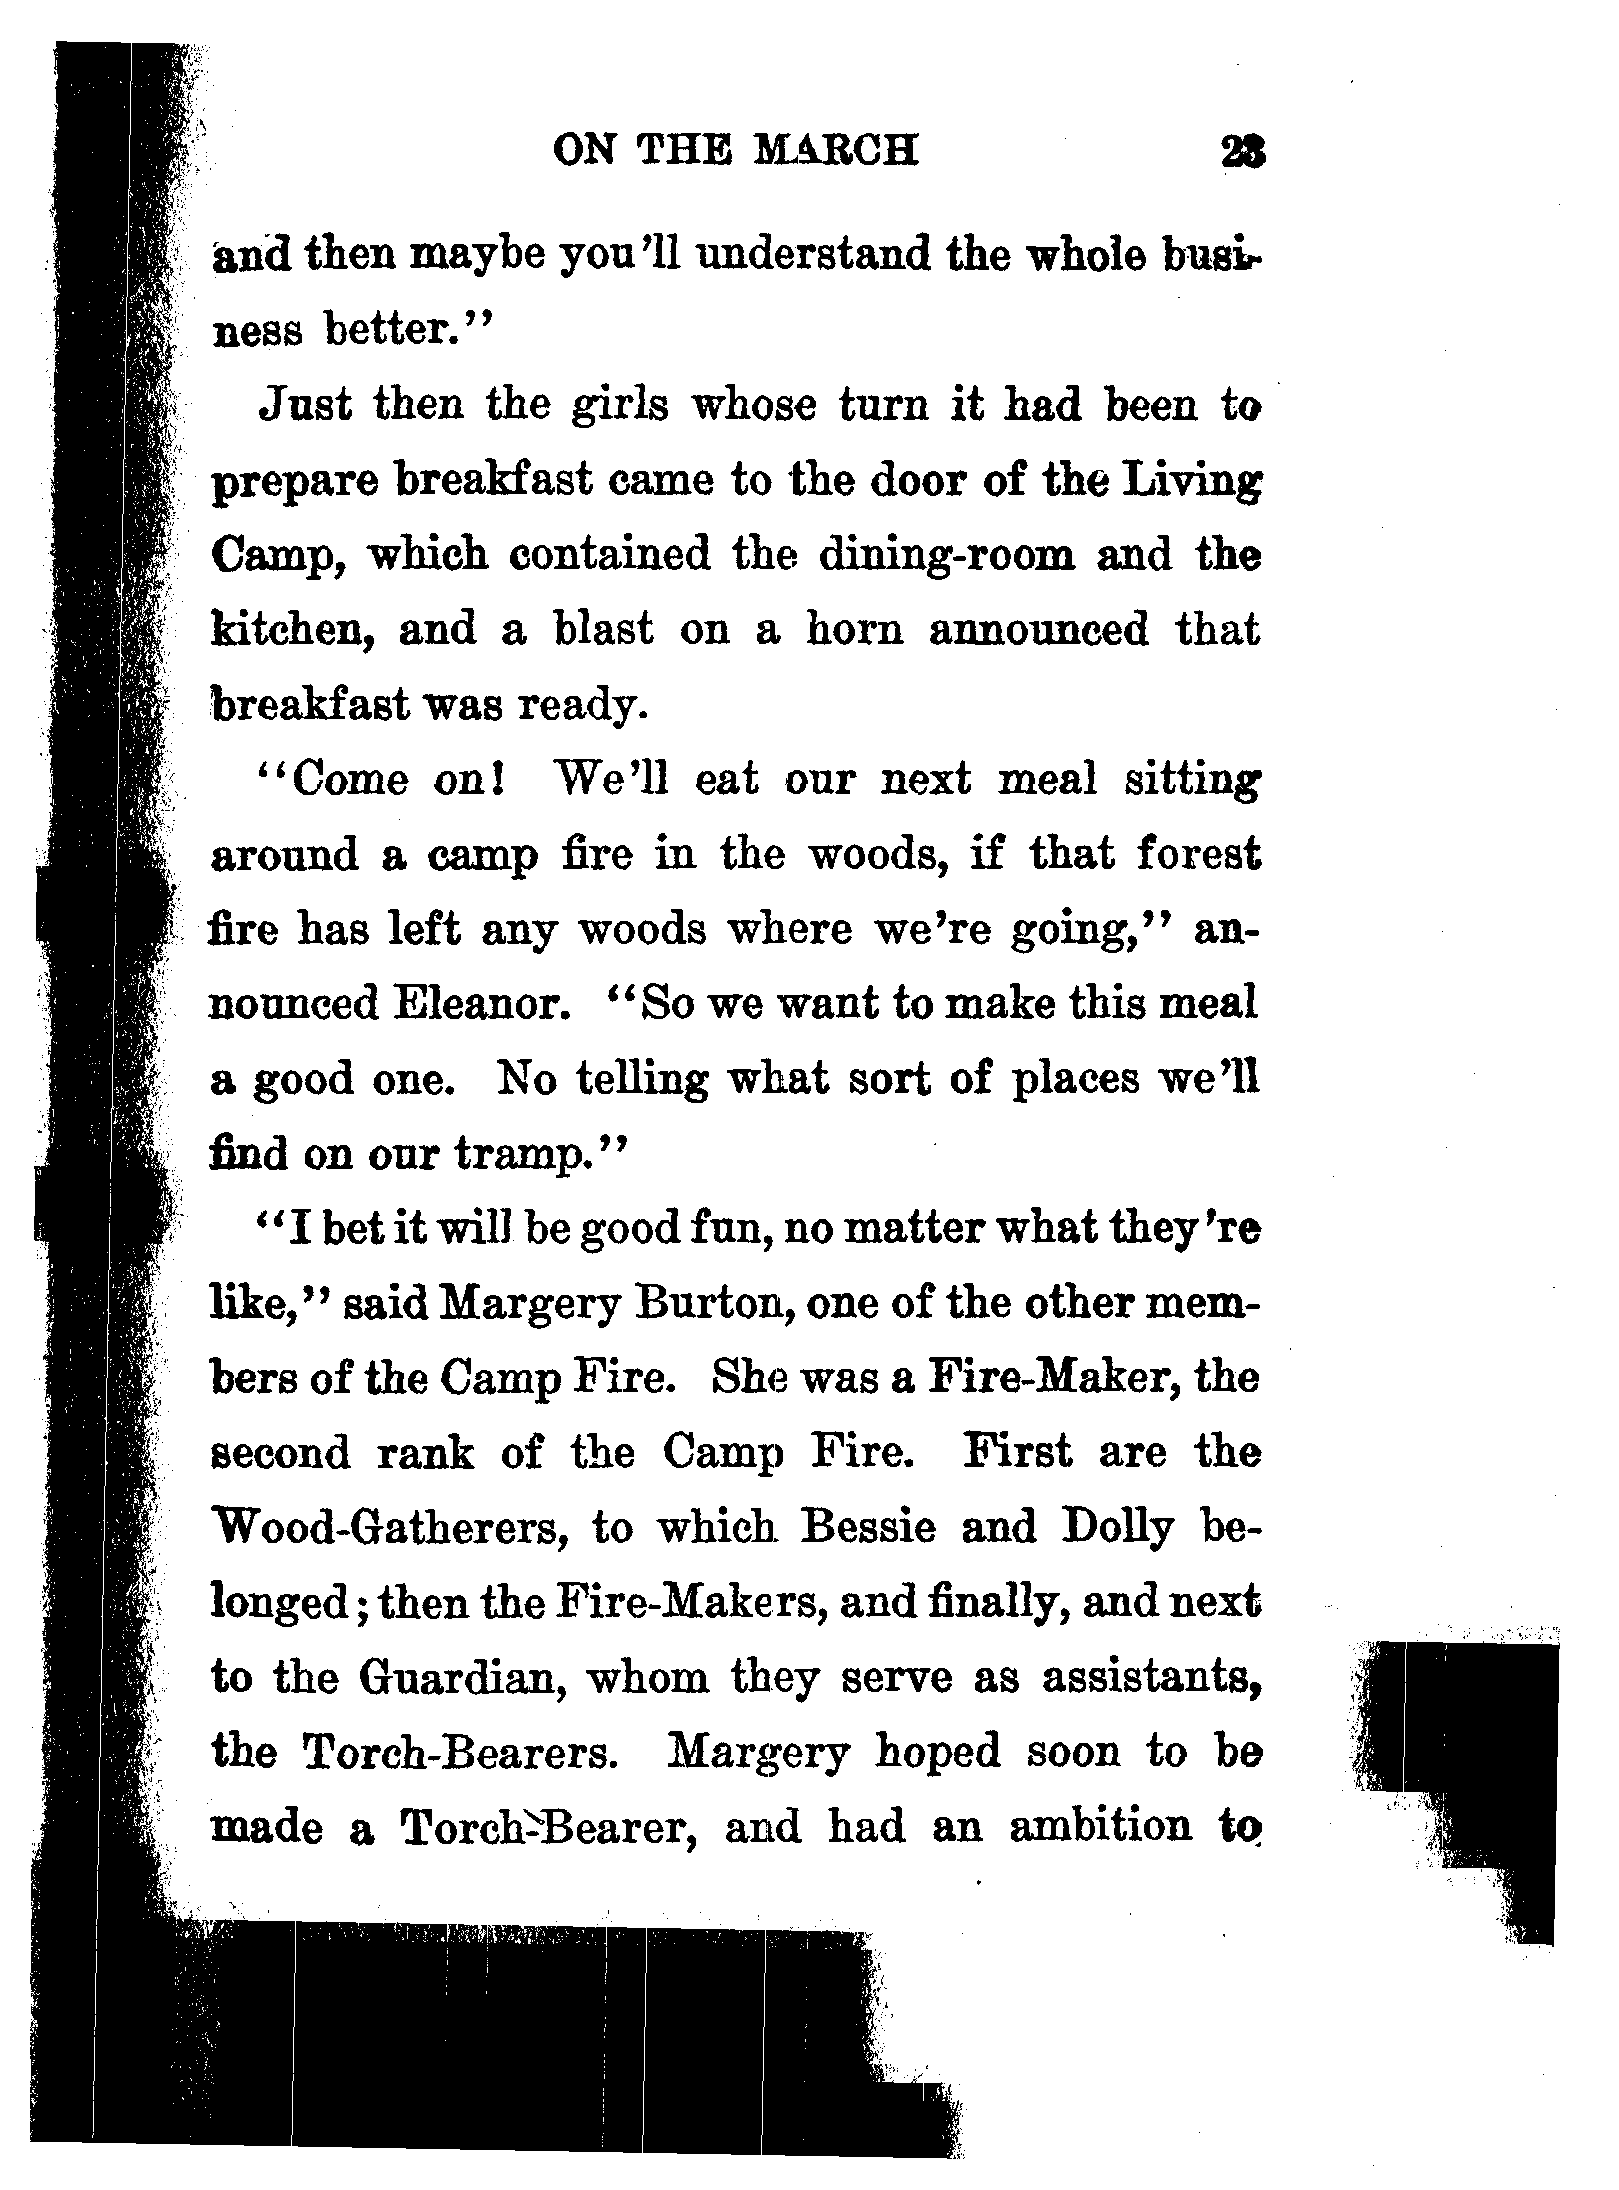 ON THE MARCH 23
and then maybe you'll understand the whole busi-
ness better."
Just then the girls whose turn it had been to
prepare breakfast came to the door of the Living
Camp, which contained the dining-room and the
kitchen, and a blast on a horn announced that
breakfast was ready.
"Come on! We'll eat our next meal sitting
around a camp fire in the woods, if that forest
fire has left any woods where we're going," an-
nounced Eleanor. "So we want to make this meal
a good one. No telling what sort of places we'll
find on our tramp."
"I bet it will be good fun, no matter what they're
like," said Margery Burton, one of the other mem-
bers of the Camp Fire. She was a Fire-Maker, the
second rank of the Camp Fire. First are the
Wood-Gatherers, to which Bessie and Dolly be-
longed; then the Fire-Makers, and finally, and next
to the Guardian, whom they serve as assistants,
the Torch-Bearers. Margery hoped soon to be
made a Torch-Bearer, and had an ambition to